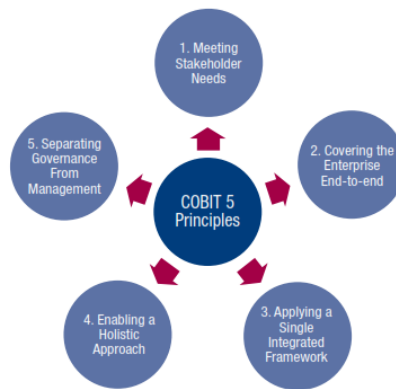 1. Meeting
Stakeholder
Needs
2. Covering the
Enterprise
End-to-end
3. Applying a
Single
Integrated
Framework
4. Enabling a
Holistic
Approach
5. Separating
Governance
From
Management
COBIT 5
Principles